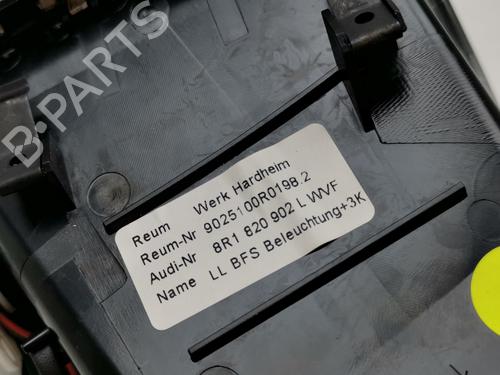 B-PARTS
Reum Werk Hardheim
Reum-Nr 9025100R0198.2
Audi-Nr 8R1 820 902 L WVF
Name LL BFS Beleuchtung+3K